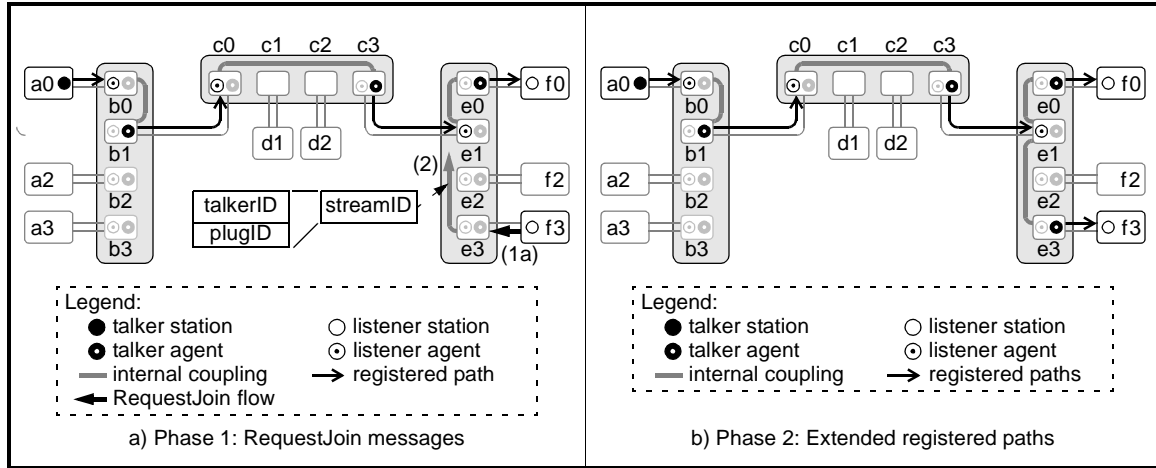 c0 c1 c2 c3
a0 f0
b0 e0
b1 d1 d2 e1
(2)
a2 f2
b2 e2
talkerID streamID
plugID
a3 f3
b3 e3
(1a)
Legend:
talker station listener station
talker agent listener agent
internal coupling registered path
RequestJoin flow
a) Phase 1: RequestJoin messages
c0 c1 c2 c3
a0 f0
b0 e0
b1 d1 d2 e1
a2 f2
b2 e2
a3 f3
b3 e3
Legend:
talker station listener station
talker agent listener agent
internal coupling registered paths
b) Phase 2: Extended registered paths